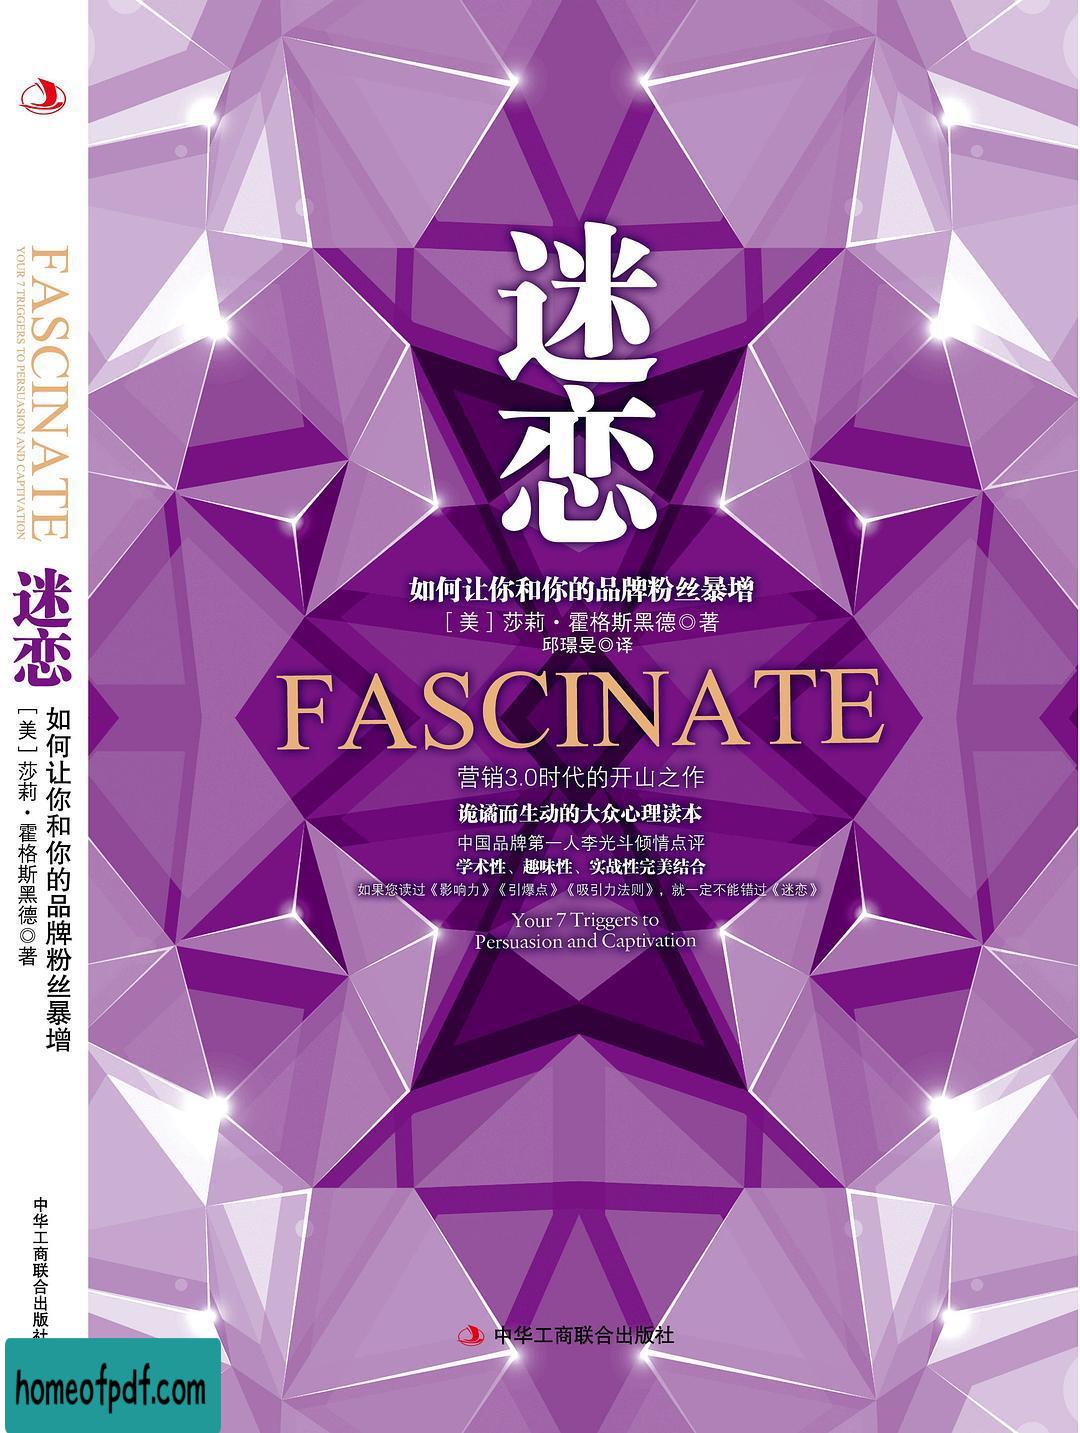 FASCINATE
YOUR 7 TRIGGERS TO PERSUASION AND CAPTIVATION
迷恋
如何让你和你的品牌粉丝暴增
[美]莎莉·霍格斯黑德◎著
中华工商联合出版社
迷恋
如何让你和你的品牌粉丝暴增
[美]莎莉·霍格斯黑德◎著
邱璟旻◎译
FASCINATE
营销3.0时代的开山之作
诡谲而生动的大众心理读本
中国品牌第一人李光斗倾情点评
学术性、趣味性、实战性完美结合
如果您读过《影响力》《引爆点》《吸引力法则》，就一定不能错过《迷恋》
Your 7 Triggers to
Persuasion and Captivation
中华工商联合出版社
homeofpdf.com